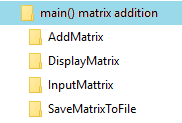 main() matrix addition
AddMatrix
DisplayMatrix
InputMattrix
SaveMatrixToFile